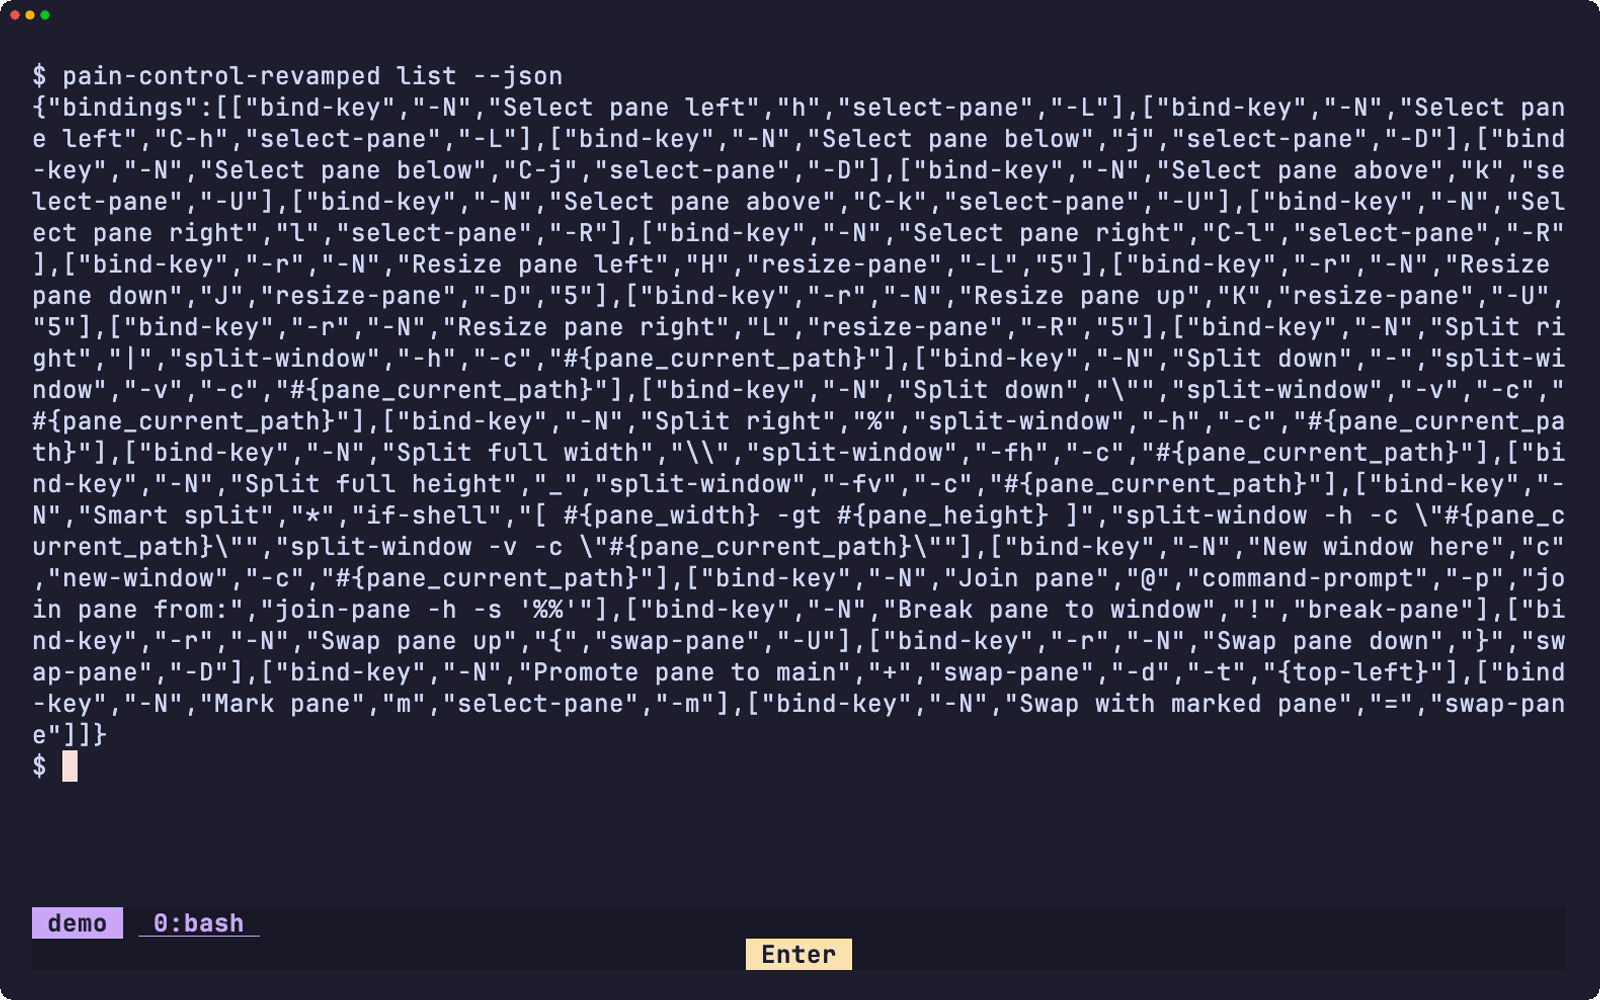 $ pain-control-revamped list --json
{"bindings":[["bind-key","-N","Select pane left","h","select-pane","-L"],["bind-key","-N","Select pan
e left","C-h","select-pane","-L"],["bind-key","-N","Select pane below","j","select-pane","-D"],["bind
-key","-N","Select pane below","C-j","select-pane","-D"],["bind-key","-N","Select pane above","k","se
lect-pane","-U"],["bind-key","-N","Select pane above","C-k","select-pane","-U"],["bind-key","-N","Sel
ect pane right","l","select-pane","-R"],["bind-key","-N","Select pane right","C-l","select-pane","-R"
],["bind-key","-r","-N","Resize pane left","H","resize-pane","-L","5"],["bind-key","-r","-N","Resize 
pane down","J","resize-pane","-D","5"],["bind-key","-r","-N","Resize pane up","K","resize-pane","-U",
"5"],["bind-key","-r","-N","Resize pane right","L","resize-pane","-R","5"],["bind-key","-N","Split ri
ght","|","split-window","-h","-c","#{pane_current_path}"],["bind-key","-N","Split down","-","split-wi
ndow","-v","-c","#{pane_current_path}"],["bind-key","-N","Split down","\"","split-window","-v","-c","
#{pane_current_path}"],["bind-key","-N","Split right","%","split-window","-h","-c","#{pane_current_pa
th}"],["bind-key","-N","Split full width","\\","split-window","-fh","-c","#{pane_current_path}"],["bi
nd-key","-N","Split full height","_","split-window","-fv","-c","#{pane_current_path}"],["bind-key","-
N","Smart split","*","if-shell","[ #{pane_width} -gt #{pane_height} ]","split-window -h -c \"#{pane_c
urrent_path}\"","split-window -v -c \"#{pane_current_path}\""],["bind-key","-N","New window here","c"
,"new-window","-c","#{pane_current_path}"],["bind-key","-N","Join pane","@","command-prompt","-p","jo
in pane from:","join-pane -h -s '%%'"],["bind-key","-N","Break pane to window","!","break-pane"],["bi
nd-key","-r","-N","Swap pane up","{","swap-pane","-U"],["bind-key","-r","-N","Swap pane down","}","sw
ap-pane","-D"],["bind-key","-N","Promote pane to main","+","swap-pane","-d","-t","{top-left}"],["bind
-key","-N","Mark pane","m","select-pane","-m"],["bind-key","-N","Swap with marked pane","=","swap-pan
e"]]}
$
demo 0:bash
Enter